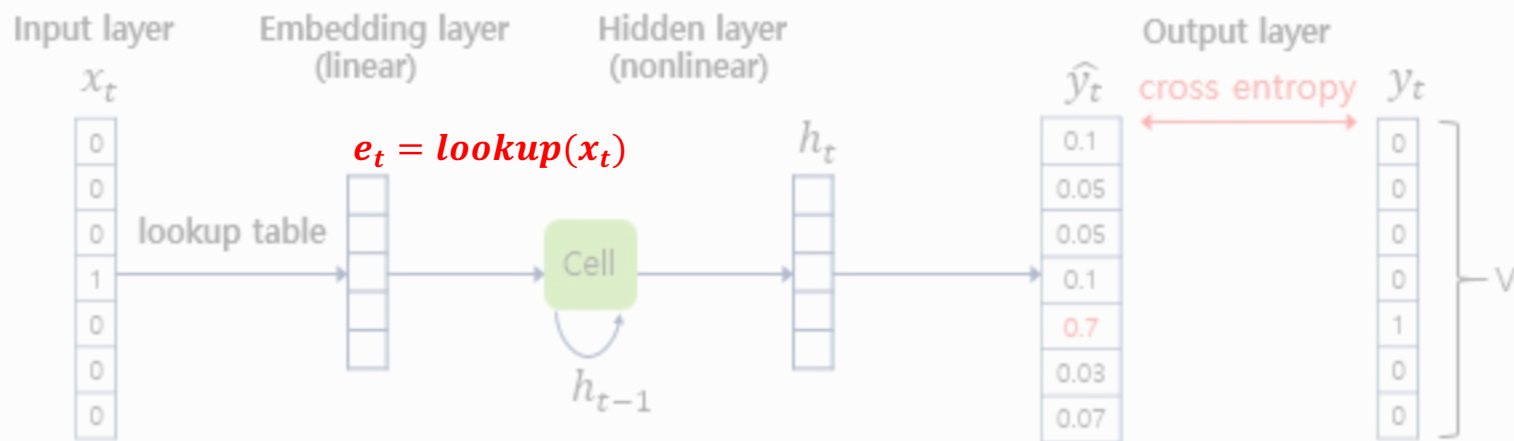 Input layer
Embedding layer
(linear)
Hidden layer
(nonlinear)
Output layer
x_t
ŷ_t
cross entropy
y_t
e_t = lookup(x_t)
h_t
0
0
0
1
0
0
0
lookup table
Cell
h_{t-1}
0.1
0.05
0.05
0.1
0.7
0.03
0.07
0
0
0
0
1
0
0
V